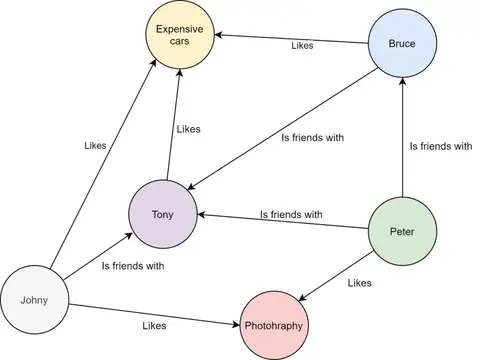 Expensive
cars
Bruce
Likes
Likes
Is friends with
Likes
Is friends with
Tony
Is friends with
Peter
Is friends with
Likes
Johny
Likes
Photohraphy